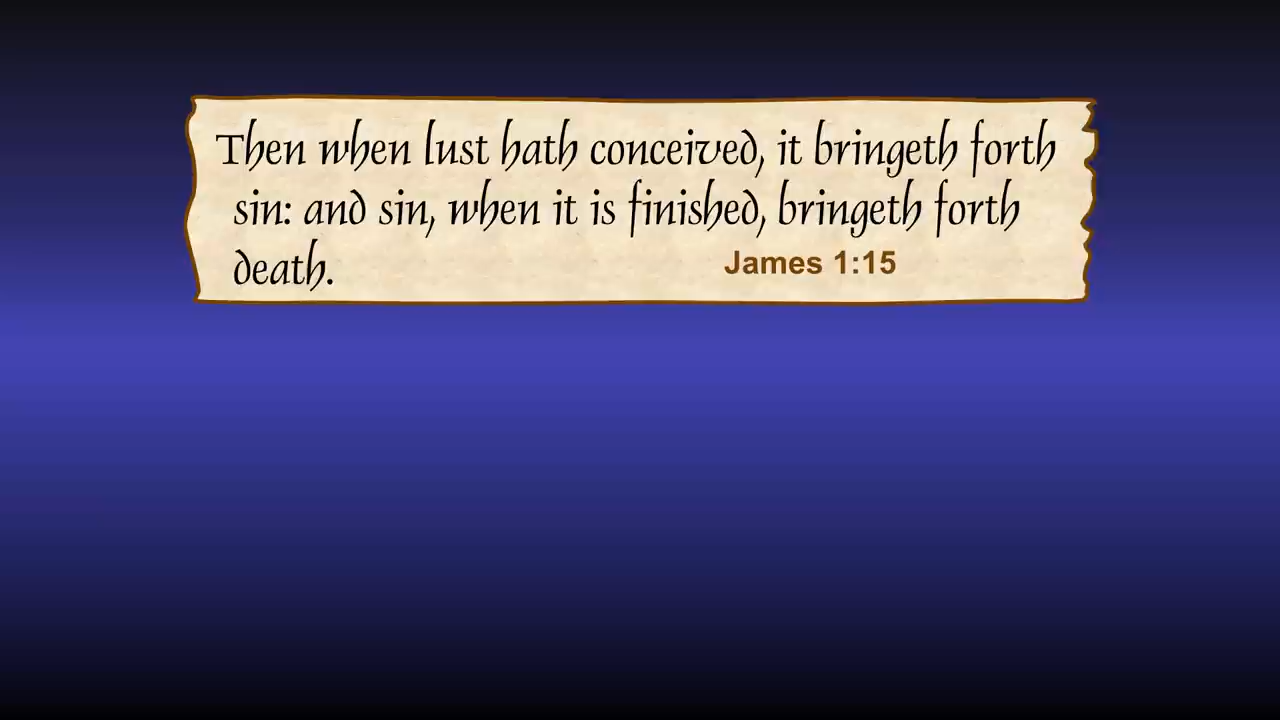 Then when lust hath conceived, it bringeth forth
sin: and sin, when it is finished, bringeth forth
death.
James 1:15